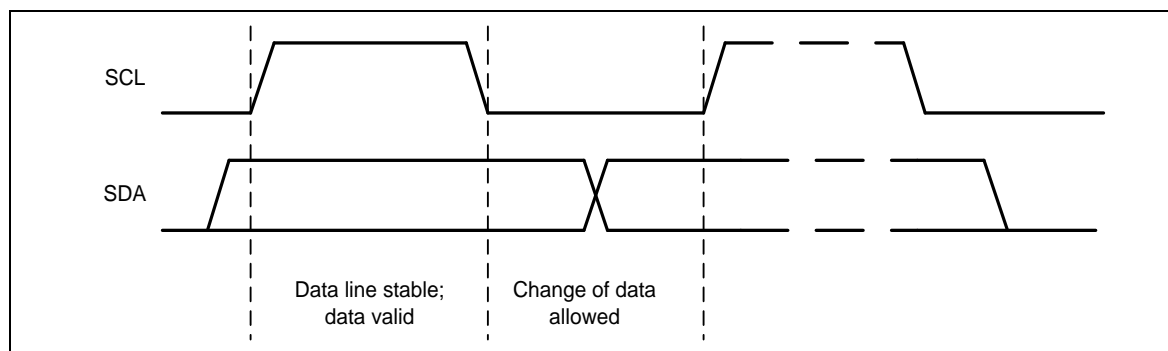 SCL
SDA
Data line stable;
data valid
Change of data
allowed